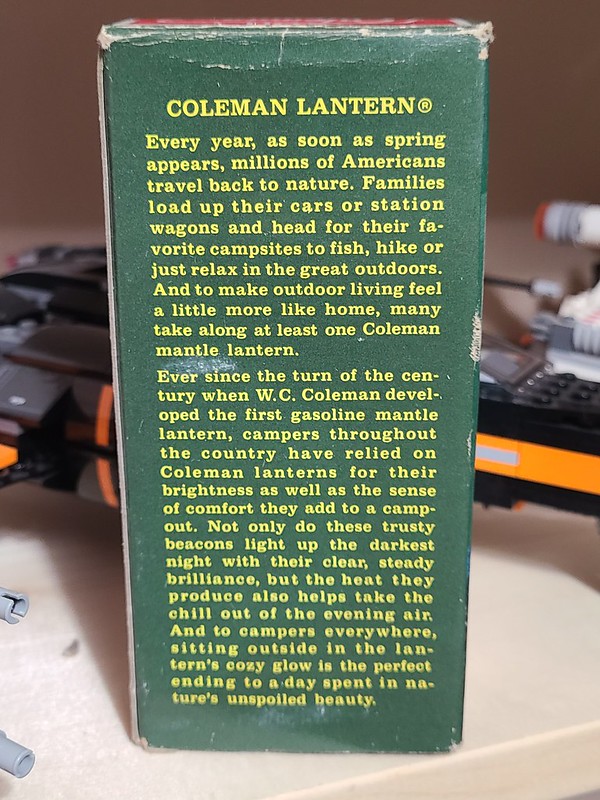 COLEMAN LANTERN®
Every year, as soon as spring
appears, millions of Americans
travel back to nature. Families
load up their cars or station
wagons and head for their fa-
vorite campsites to fish, hike or
just relax in the great outdoors.
And to make outdoor living feel
a little more like home, many
take along at least one Coleman
mantle lantern.
Ever since the turn of the cen-
tury when W.C. Coleman devel-
oped the first gasoline mantle
lantern, campers throughout
the country have relied on
Coleman lanterns for their
brightness as well as the sense
of comfort they add to a camp-
out. Not only do these trusty
beacons light up the darkest
night with their clear, steady
brilliance, but the heat they
produce also helps take the
chill out of the evening air.
And to campers everywhere,
sitting outside in the lan-
tern's cozy glow is the perfect
ending to a day spent in na-
ture's unspoiled beauty.